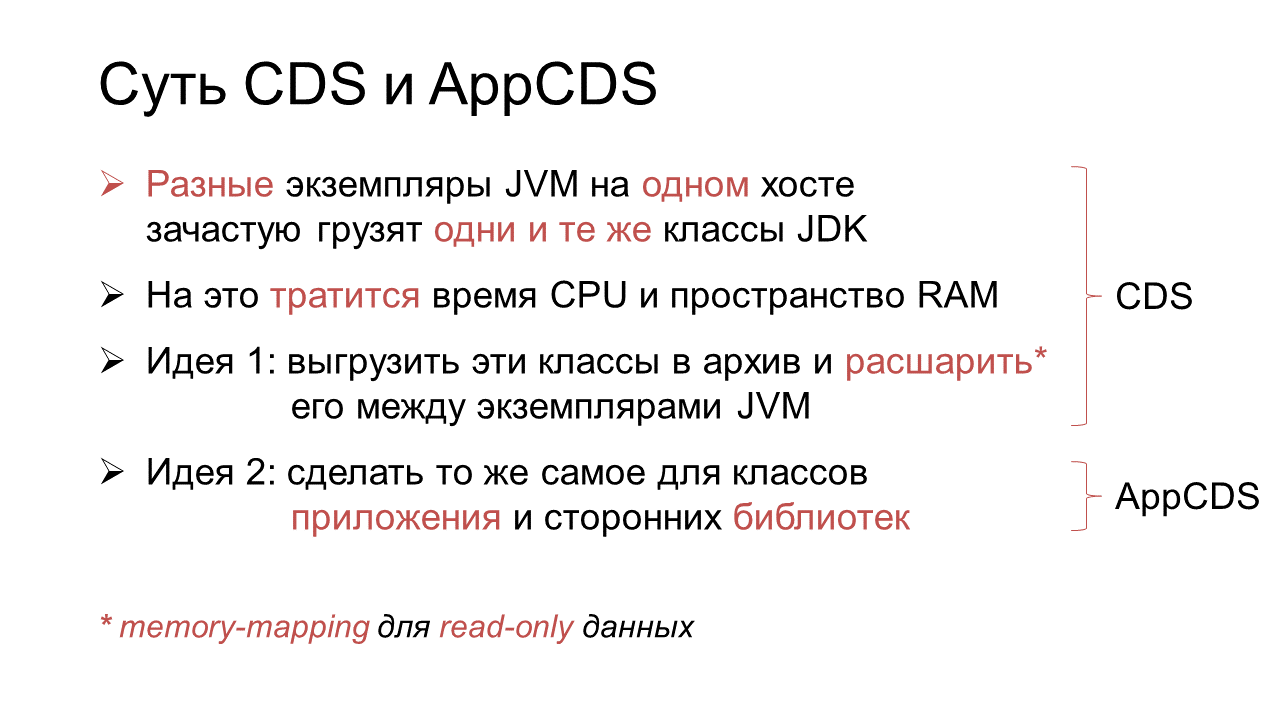 Суть CDS и AppCDS
➢ Разные экземпляры JVM на одном хосте
зачастую грузят одни и те же классы JDK
➢ На это тратится время CPU и пространство RAM
➢ Идея 1: выгрузить эти классы в архив и расшарить*
его между экземплярами JVM
CDS
➢ Идея 2: сделать то же самое для классов
приложения и сторонних библиотек
AppCDS
* memory-mapping для read-only данных